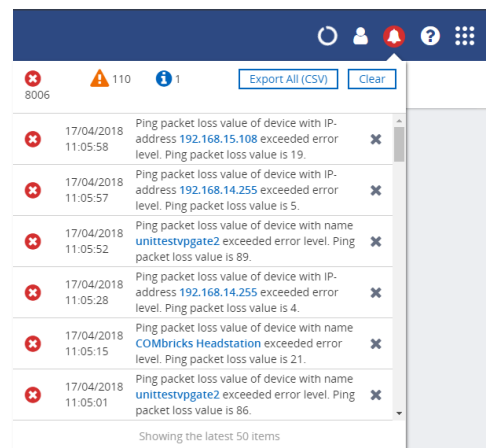 110
1
Export All (CSV)
Clear
8006
Ping packet loss value of device with IP-
17/04/2018
address 192.168.15.108 exceeded error
11:05:58
level. Ping packet loss value is 19.
Ping packet loss value of device with IP-
17/04/2018
address 192.168.14.255 exceeded error
11:05:57
level. Ping packet loss value is 5.
Ping packet loss value of device with name
17/04/2018
unittestvpgate2 exceeded error level. Ping
11:05:52
packet loss value is 89.
Ping packet loss value of device with IP-
17/04/2018
address 192.168.14.255 exceeded error
11:05:28
level. Ping packet loss value is 4.
Ping packet loss value of device with name
17/04/2018
COMbricks Headstation exceeded error
11:05:15
level. Ping packet loss value is 21.
Ping packet loss value of device with name
17/04/2018
unittestvpgate2 exceeded error level. Ping
11:05:01
packet loss value is 86.
Showing the latest 50 items